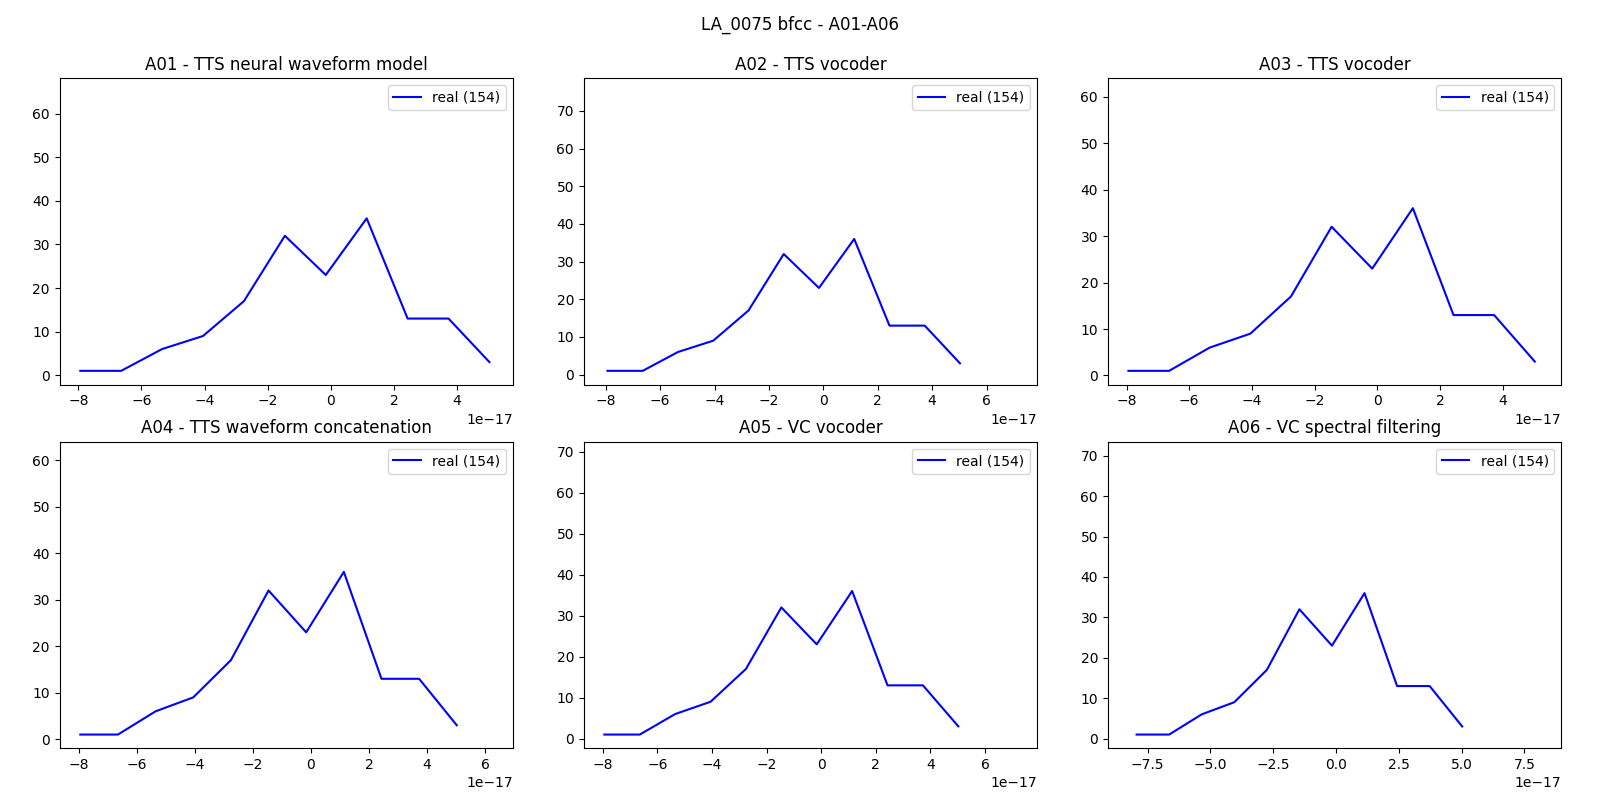 LA_0075 bfcc - A01-A06
A01 - TTS neural waveform model
real (154)
60
50
40
30
20
10
0
−8 −6 −4 −2 0 2 4
1e−17
A02 - TTS vocoder
real (154)
70
60
50
40
30
20
10
0
−8 −6 −4 −2 0 2 4 6
1e−17
A03 - TTS vocoder
real (154)
60
50
40
30
20
10
0
−8 −6 −4 −2 0 2 4
1e−17
A04 - TTS waveform concatenation
real (154)
60
50
40
30
20
10
0
−8 −6 −4 −2 0 2 4 6
1e−17
A05 - VC vocoder
real (154)
70
60
50
40
30
20
10
0
−8 −6 −4 −2 0 2 4 6
1e−17
A06 - VC spectral filtering
real (154)
70
60
50
40
30
20
10
0
−7.5 −5.0 −2.5 0.0 2.5 5.0 7.5
1e−17